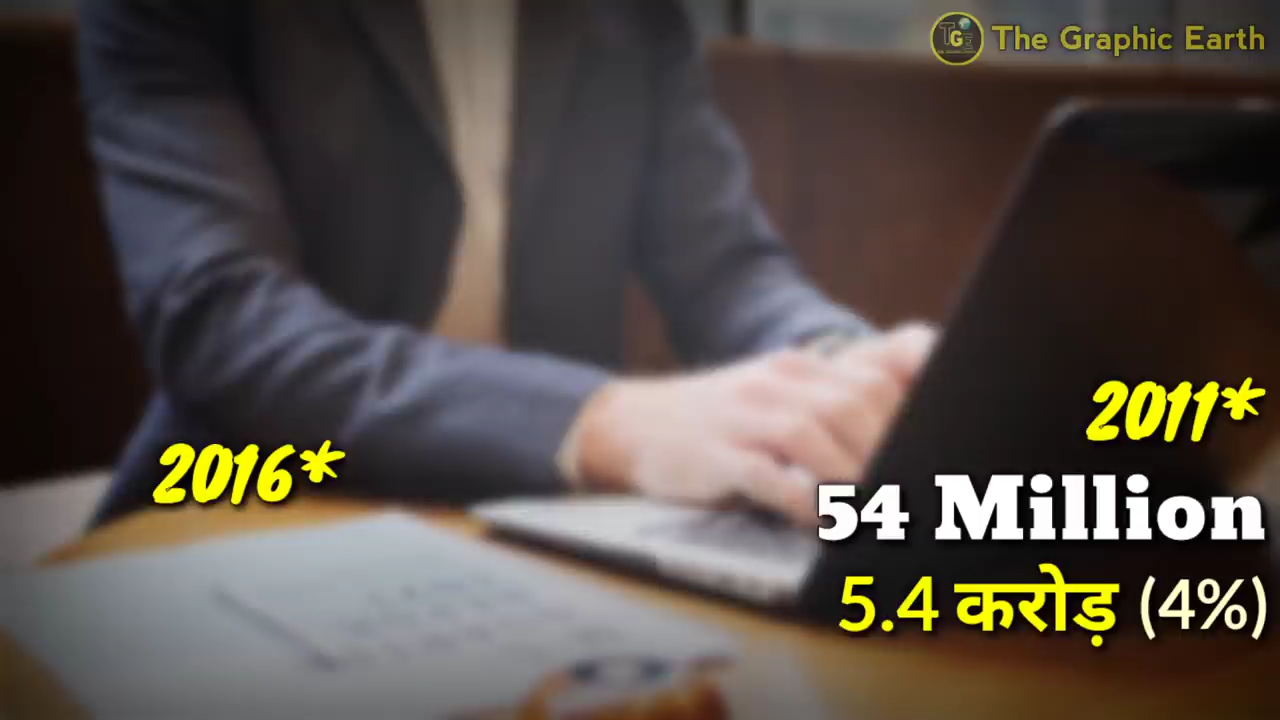 The Graphic Earth
2016*
2011*
54 Million
5.4 करोड़ (4%)